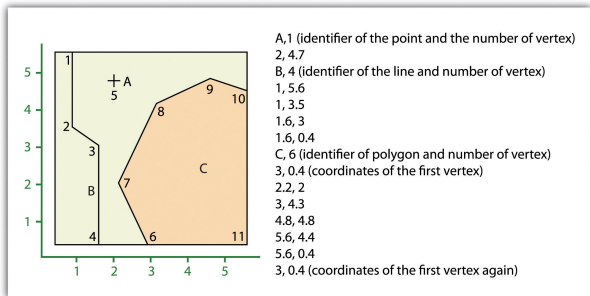 A,1 (identifier of the point and the number of vertex)
2, 4.7
B, 4 (identifier of the line and number of vertex)
1, 5.6
1, 3.5
1.6, 3
1.6, 0.4
C, 6 (identifier of polygon and number of vertex)
3, 0.4 (coordinates of the first vertex)
2.2, 2
3, 4.3
4.8, 4.8
5.6, 4.4
5.6, 0.4
3, 0.4 (coordinates of the first vertex again)
5
4
3
2
1
1 2 3 4 5
1
2
3
B
4
A
5
9
10
8
C
7
6
11